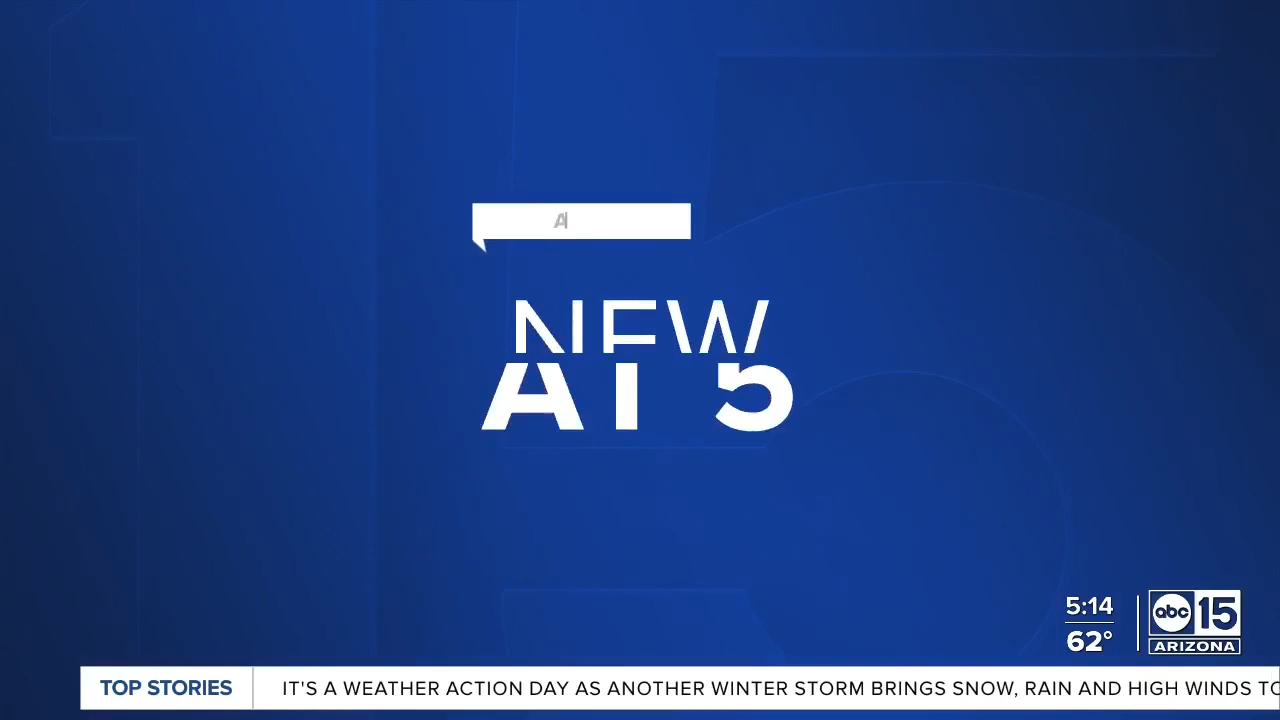 A
NEW
AT 5
5:14
62°
abc 15
ARIZONA
TOP STORIES
IT'S A WEATHER ACTION DAY AS ANOTHER WINTER STORM BRINGS SNOW, RAIN AND HIGH WINDS TO